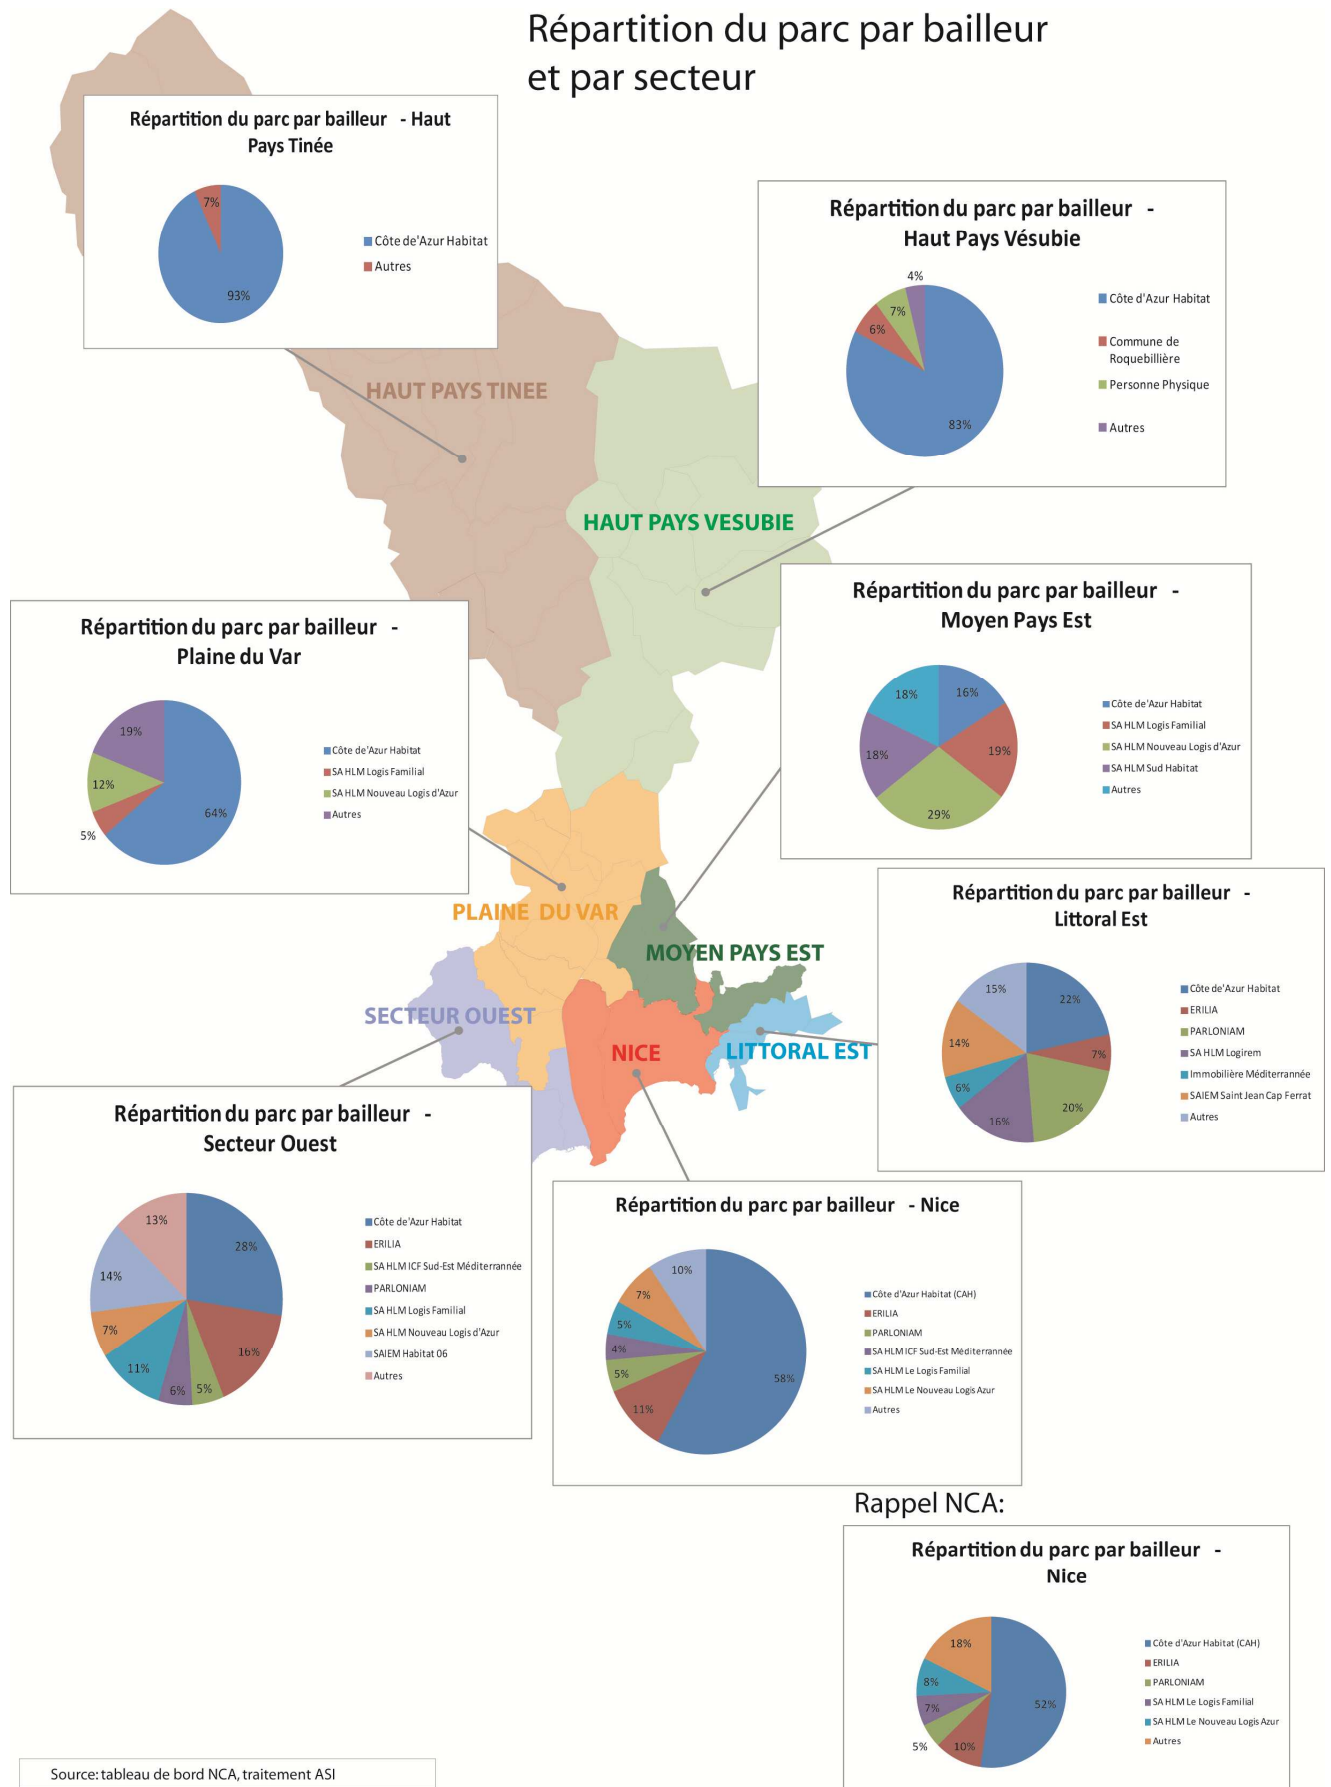 Répartition du parc par bailleur
et par secteur
Répartition du parc par bailleur - Haut
Pays Tinée
7%
93%
Côte de'Azur Habitat
Autres
Répartition du parc par bailleur -
Haut Pays Vésubie
4%
7%
6%
83%
Côte d'Azur Habitat
Commune de
Roquebillière
Personne Physique
Autres
HAUT PAYS TINEE
HAUT PAYS VESUBIE
Répartition du parc par bailleur -
Moyen Pays Est
18%
16%
19%
18%
29%
Côte de'Azur Habitat
SA HLM Logis Familial
SA HLM Nouveau Logis d'Azur
SA HLM Sud Habitat
Autres
Répartition du parc par bailleur -
Plaine du Var
19%
12%
5%
64%
Côte de'Azur Habitat
SA HLM Logis Familial
SA HLM Nouveau Logis d'Azur
Autres
PLAINE DU VAR
MOYEN PAYS EST
SECTEUR OUEST
NICE
LITTORAL EST
Répartition du parc par bailleur -
Littoral Est
15%
22%
14%
7%
6%
16%
20%
Côte de'Azur Habitat
ERILIA
PARLONIAM
SA HLM Logirem
Immobilière Méditerrannée
SAIEM Saint Jean Cap Ferrat
Autres
Répartition du parc par bailleur -
Secteur Ouest
13%
28%
14%
7%
11%
6%
5%
16%
Côte de'Azur Habitat
ERILIA
SA HLM ICF Sud-Est Méditerrannée
PARLONIAM
SA HLM Logis Familial
SA HLM Nouveau Logis d'Azur
SAIEM Habitat 06
Autres
Répartition du parc par bailleur - Nice
10%
7%
5%
4%
5%
11%
58%
Côte d'Azur Habitat (CAH)
ERILIA
PARLONIAM
SA HLM ICF Sud-Est Méditerrannée
SA HLM Le Logis Familial
SA HLM Le Nouveau Logis Azur
Autres
Rappel NCA:
Répartition du parc par bailleur -
Nice
18%
8%
7%
5%
10%
52%
Côte d'Azur Habitat (CAH)
ERILIA
PARLONIAM
SA HLM Le Logis Familial
SA HLM Le Nouveau Logis Azur
Autres
Source: tableau de bord NCA, traitement ASI